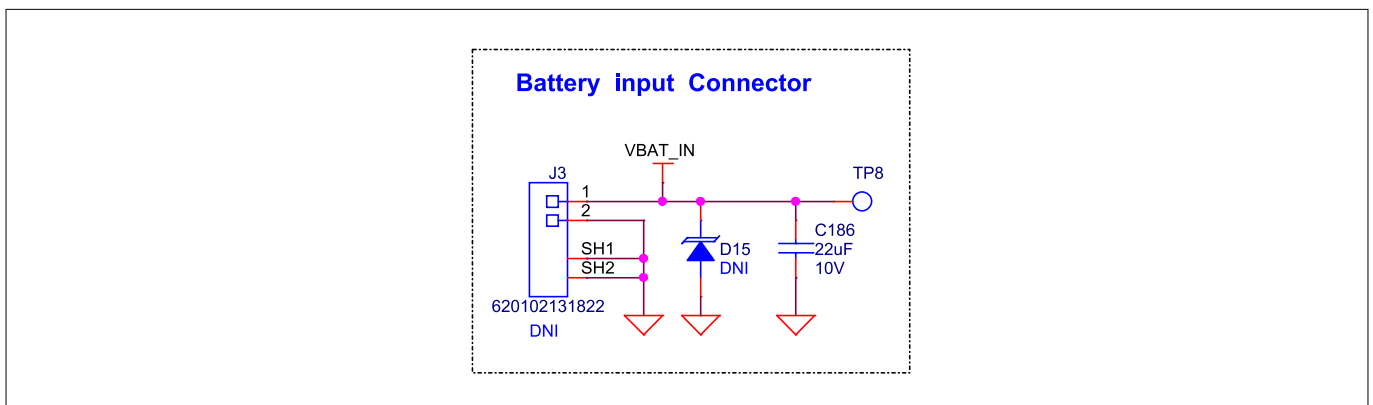 Battery input Connector
VBAT_IN
J3
TP8
1
2
C186
SH1
D15
22uF
SH2
DNI
10V
620102131822
DNI